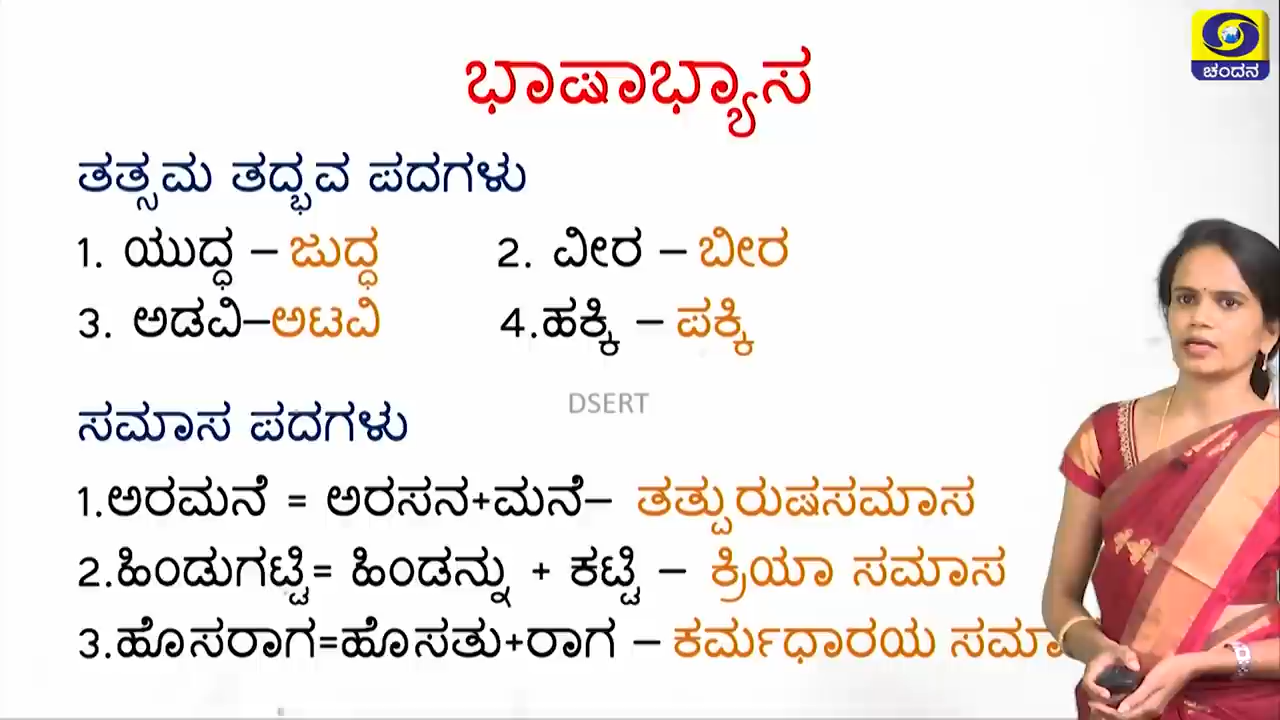 ಚಂದನ
ಭಾಷಾಭ್ಯಾಸ
ತತ್ಸಮ ತದ್ಭವ ಪದಗಳು
1. ಯುದ್ಧ – ಜುದ್ಧ 2. ವೀರ – ಬೀರ
3. ಅಡವಿ–ಅಟವಿ 4.ಹಕ್ಕಿ – ಪಕ್ಕಿ
DSERT
ಸಮಾಸ ಪದಗಳು
1.ಅರಮನೆ = ಅರಸನ+ಮನೆ– ತತ್ಪುರುಷಸಮಾಸ
2.ಹಿಂಡುಗಟ್ಟಿ= ಹಿಂಡನ್ನು + ಕಟ್ಟಿ – ಕ್ರಿಯಾ ಸಮಾಸ
3.ಹೊಸರಾಗ=ಹೊಸತು+ರಾಗ – ಕರ್ಮಧಾರಯ